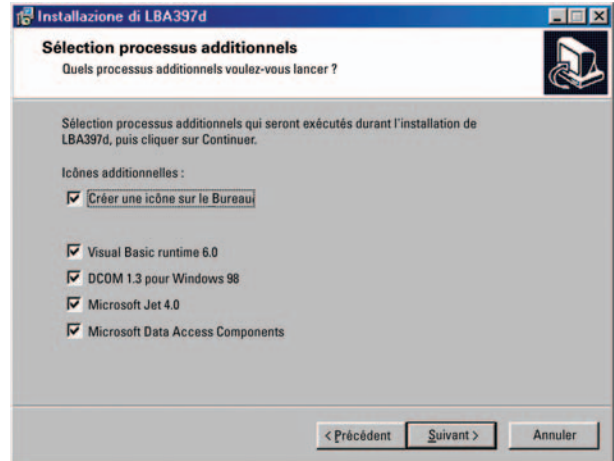 Installazione di LBA397d
Sélection processus additionnels
Quels processus additionnels voulez-vous lancer ?
Sélection processus additionnels qui seront exécutés durant l'installation de
LBA397d, puis cliquer sur Continuer.
Icônes additionnelles :
Créer une icône sur le Bureau
Visual Basic runtime 6.0
DCOM 1.3 pour Windows 98
Microsoft Jet 4.0
Microsoft Data Access Components
< Précédent
Suivant >
Annuler